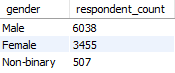 gender respondent_count
Male 6038
Female 3455
Non-binary 507